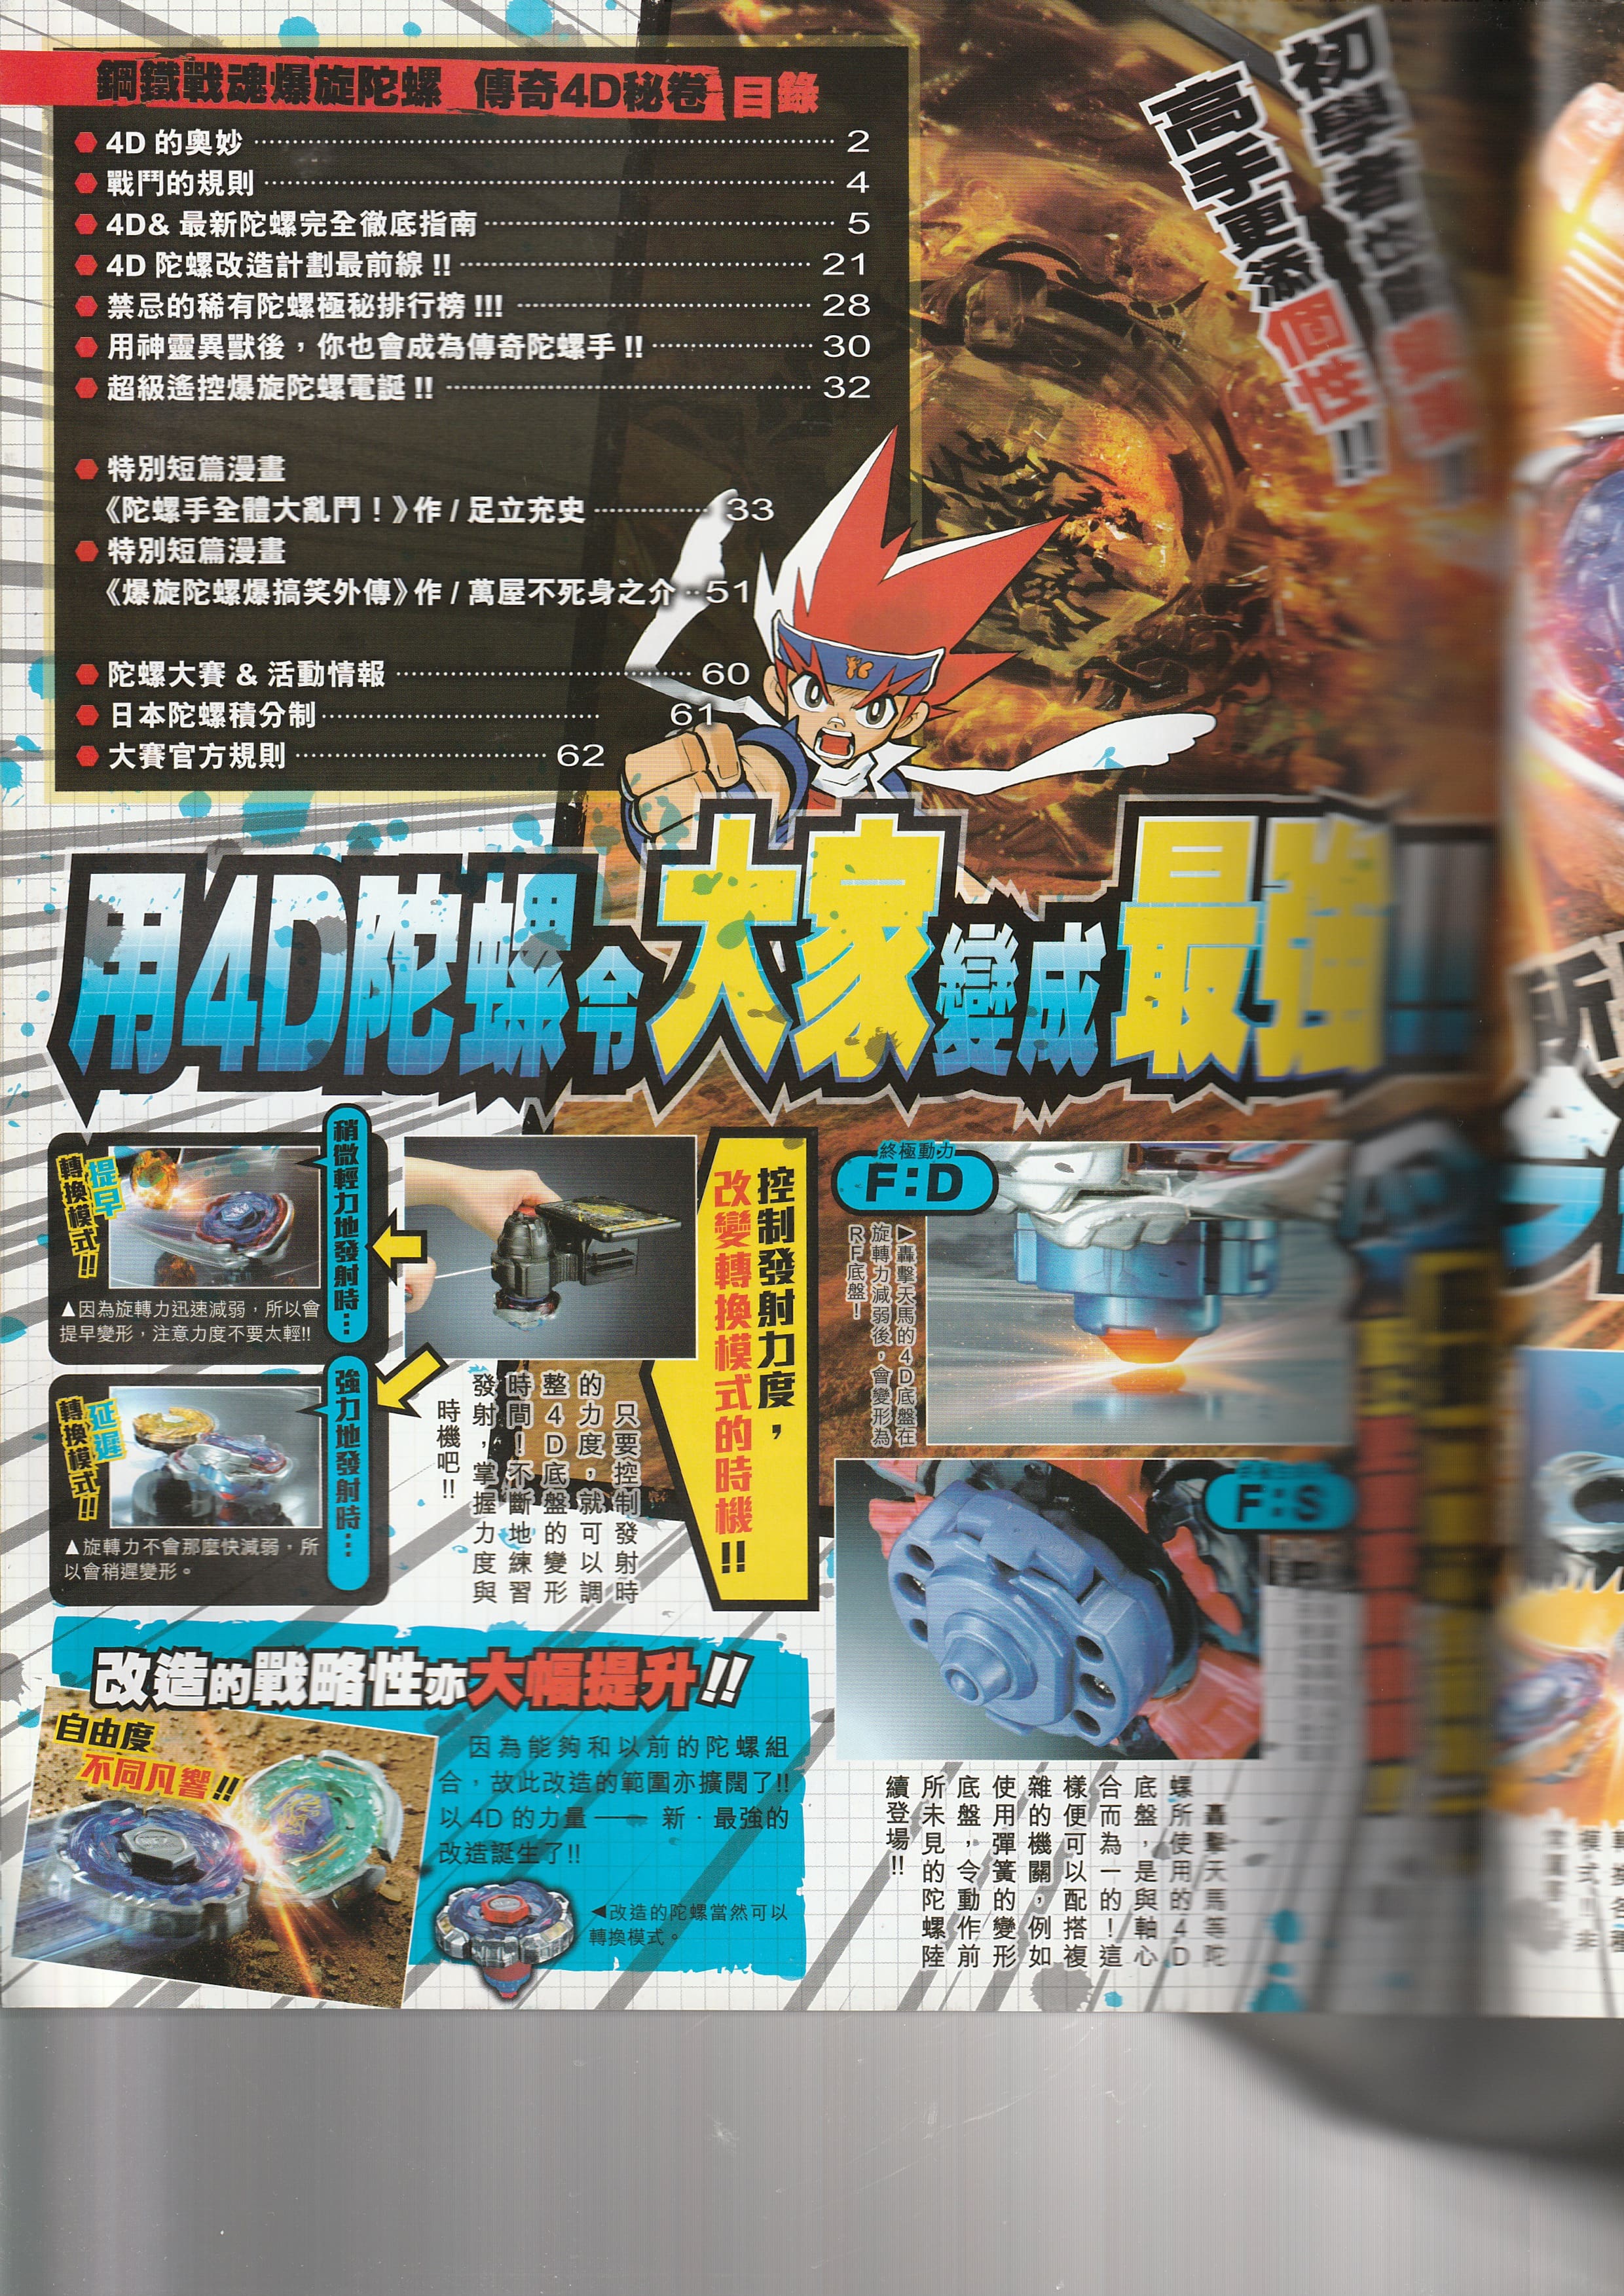 鋼鐵戰魂爆旋陀螺 傳奇4D秘卷 目錄
4D 的奧妙 2
戰鬥的規則 4
4D& 最新陀螺完全徹底指南 5
4D 陀螺改造計劃最前線!! 21
禁忌的稀有陀螺極秘排行榜!!! 28
用神靈異獸後，你也會成為傳奇陀螺手!! 30
超級遙控爆旋陀螺電誕!! 32
特別短篇漫畫
《陀螺手全體大亂鬥！》作 / 足立充史 33
特別短篇漫畫
《爆旋陀螺爆搞笑外傳》作 / 萬屋不死身之介 51
陀螺大賽 & 活動情報 60
日本陀螺積分制 61
大賽官方規則 62
初學者
高手更添個性!!
用4D陀螺令大家變成最強
終極動力
F:D
▶轟擊天馬的4D底盤在
旋轉力減弱後，會變形為
RF底盤！
F:S
控制發射力度，
改變轉換模式的時機!!
只要控制發射時
的力度，就可以調
整4D底盤的變形
時間！不斷地練習
發射，掌握力度與
時機吧!!
稍微輕力地發射時…
提早
轉換模式!!
▲因為旋轉力迅速減弱，所以會
提早變形，注意力度不要太輕!!
強力地發射時…
延遲
轉換模式!!
▲旋轉力不會那麼快減弱，所
以會稍遲變形。
轟擊天馬等陀
螺所使用的4D
底盤，是與軸心
合而為一的！這
樣便可以配搭複
雜的機關，例如
使用彈簧的變形
底盤，令動作前
所未見的陀螺陸
續登場!!
改造的戰略性亦大幅提升!!
自由度
不同凡響!!
因為能夠和以前的陀螺組
合，故此改造的範圍亦擴闊了!!
以 4D 的力量 —— 新．最強的
改造誕生了!!
◀改造的陀螺當然可以
轉換模式。